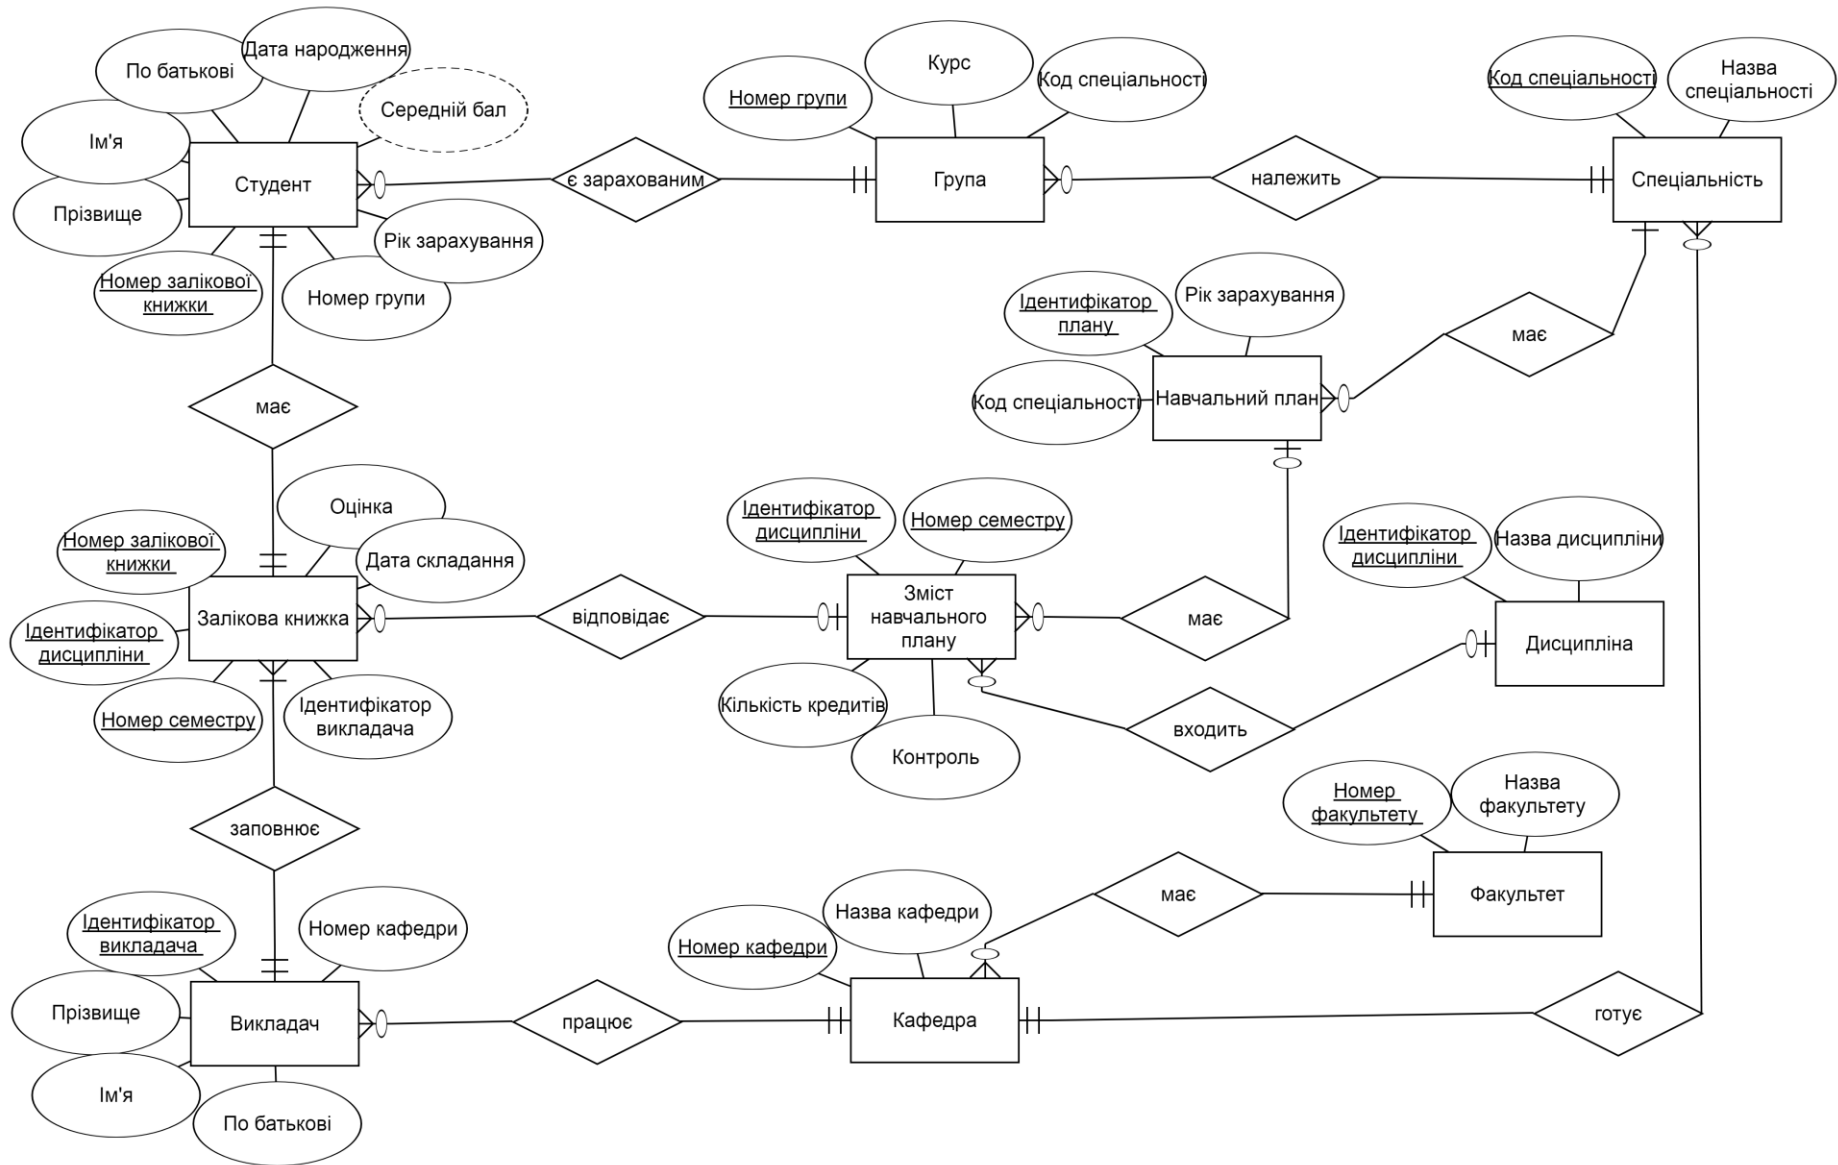 Дата народження
По батькові
Середній бал
Ім'я
Студент
Прізвище
Рік зарахування
Номер залікової
книжки
Номер групи
є зарахованим
Курс
Номер групи
Код спеціальності
Група
належить
Код спеціальності
Назва
спеціальності
Спеціальність
має
Ідентифікатор
плану
Рік зарахування
Код спеціальності
Навчальний план
має
Оцінка
Номер залікової
книжки
Дата складання
Залікова книжка
Ідентифікатор
дисципліни
Номер семестру
Ідентифікатор
викладача
відповідає
Ідентифікатор
дисципліни
Номер семестру
Зміст
навчального
плану
Кількість кредитів
Контроль
має
Ідентифікатор
дисципліни
Назва дисципліни
Дисципліна
входить
заповнює
Номер
факультету
Назва
факультету
Факультет
має
Ідентифікатор
викладача
Номер кафедри
Прізвище
Викладач
Ім'я
По батькові
працює
Номер кафедри
Назва кафедри
Кафедра
готує